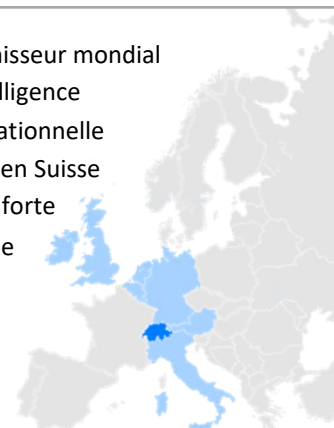 isseur mondial
lligence
ationnelle
en Suisse
forte
e